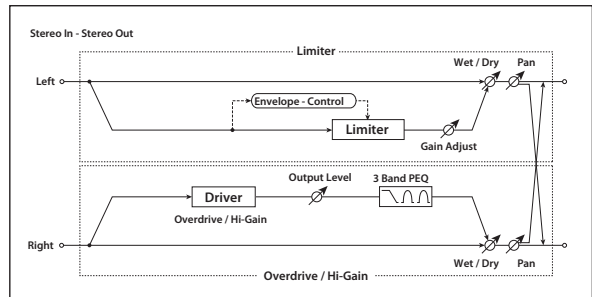 Stereo In - Stereo Out
Limiter
Wet / Dry Pan
Left
Envelope - Control
Limiter
Gain Adjust
Output Level 3 Band PEQ
Driver
Overdrive / Hi-Gain
Right
Wet / Dry Pan
Overdrive / Hi-Gain